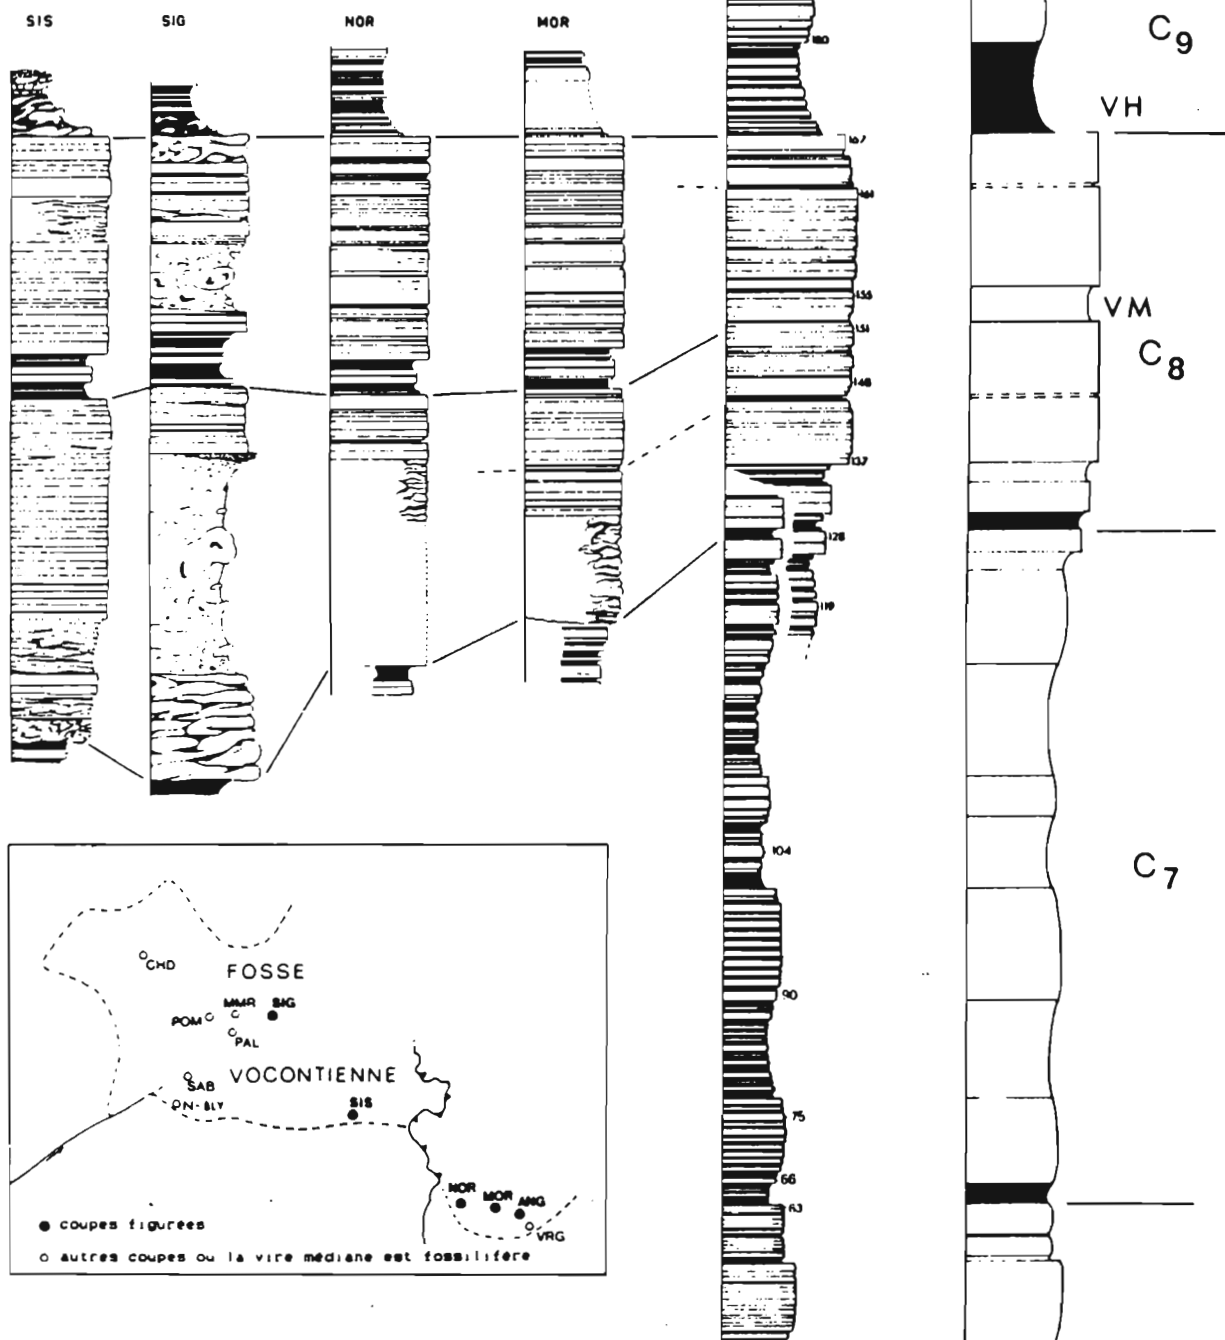 SIS SIG NOR MOR
180
167
161
155
151
148
137
128
119
104
90
75
66
63
C9
VH
VM
C8
C7
CHD
FOSSE
MMR SIG
POM
PAL
VOCONTIENNE
SAB
N-BLY
SIS
NOR MOR ANG
VRG
● coupes figurées
○ autres coupes ou la vire médiane est fossilifère